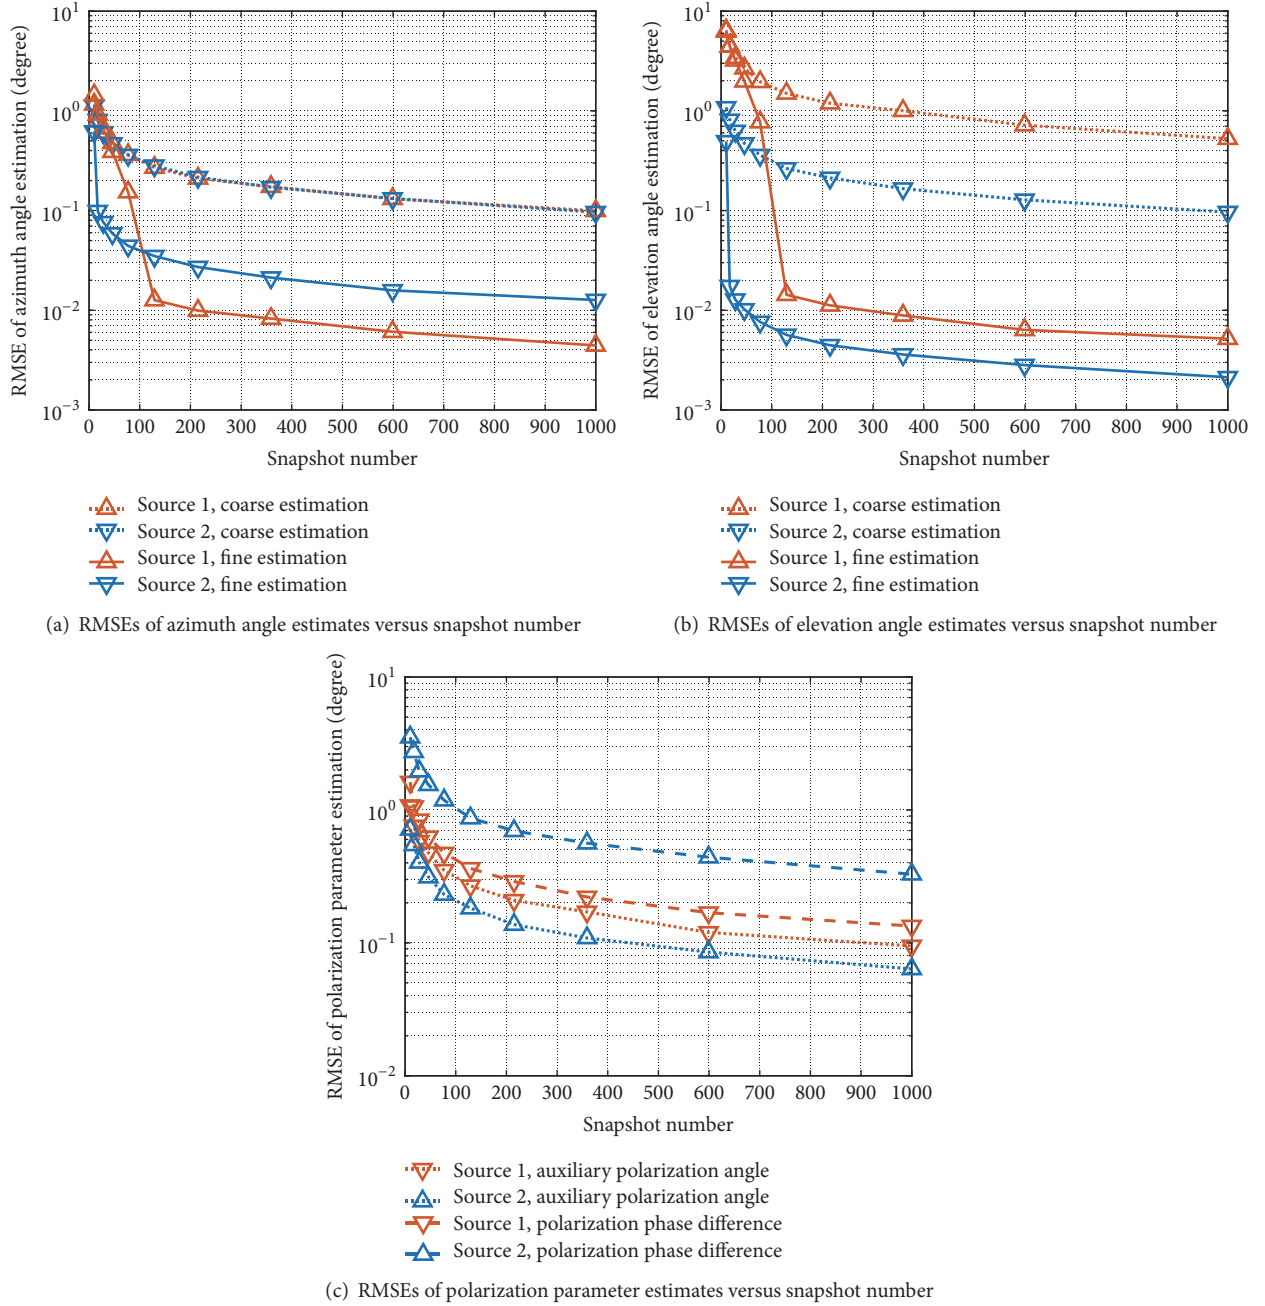 RMSE of azimuth angle estimation (degree)
10¹
10⁰
10⁻¹
10⁻²
10⁻³
0 100 200 300 400 500 600 700 800 900 1000
Snapshot number
Source 1, coarse estimation
Source 2, coarse estimation
Source 1, fine estimation
Source 2, fine estimation
(a) RMSEs of azimuth angle estimates versus snapshot number
RMSE of elevation angle estimation (degree)
10¹
10⁰
10⁻¹
10⁻²
10⁻³
0 100 200 300 400 500 600 700 800 900 1000
Snapshot number
Source 1, coarse estimation
Source 2, coarse estimation
Source 1, fine estimation
Source 2, fine estimation
(b) RMSEs of elevation angle estimates versus snapshot number
RMSE of polarization parameter estimation (degree)
10¹
10⁰
10⁻¹
10⁻²
0 100 200 300 400 500 600 700 800 900 1000
Snapshot number
Source 1, auxiliary polarization angle
Source 2, auxiliary polarization angle
Source 1, polarization phase difference
Source 2, polarization phase difference
(c) RMSEs of polarization parameter estimates versus snapshot number